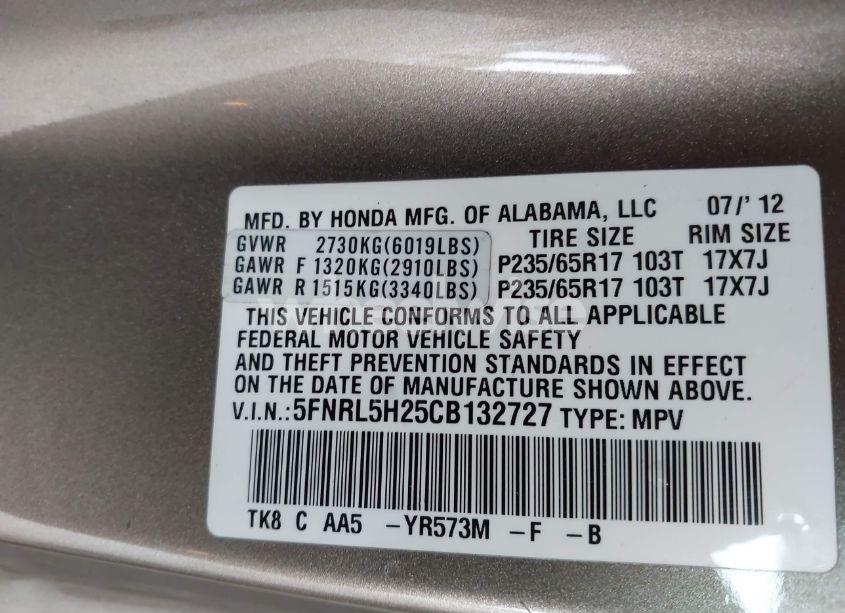 MFD. BY HONDA MFG. OF ALABAMA, LLC 07/' 12
GVWR 2730KG(6019LBS) TIRE SIZE RIM SIZE
GAWR F 1320KG(2910LBS) P235/65R17 103T 17X7J
GAWR R 1515KG(3340LBS) P235/65R17 103T 17X7J
THIS VEHICLE CONFORMS TO ALL APPLICABLE
FEDERAL MOTOR VEHICLE SAFETY
AND THEFT PREVENTION STANDARDS IN EFFECT
ON THE DATE OF MANUFACTURE SHOWN ABOVE.
V.I.N.:5FNRL5H25CB132727 TYPE: MPV
TK8 C AA5 -YR573M -F -B